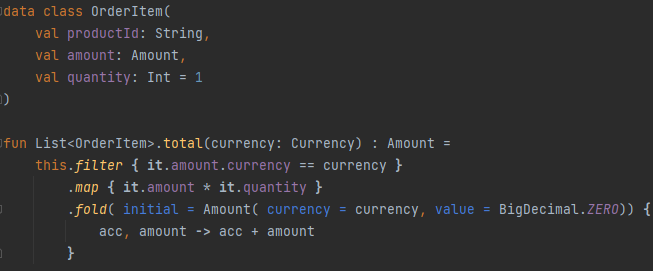 data class OrderItem(
    val productId: String,
    val amount: Amount,
    val quantity: Int = 1
)
fun List<OrderItem>.total(currency: Currency) : Amount =
    this.filter { it.amount.currency == currency }
        .map { it.amount * it.quantity }
        .fold( initial = Amount( currency = currency, value = BigDecimal.ZERO)) {
            acc, amount -> acc + amount
        }